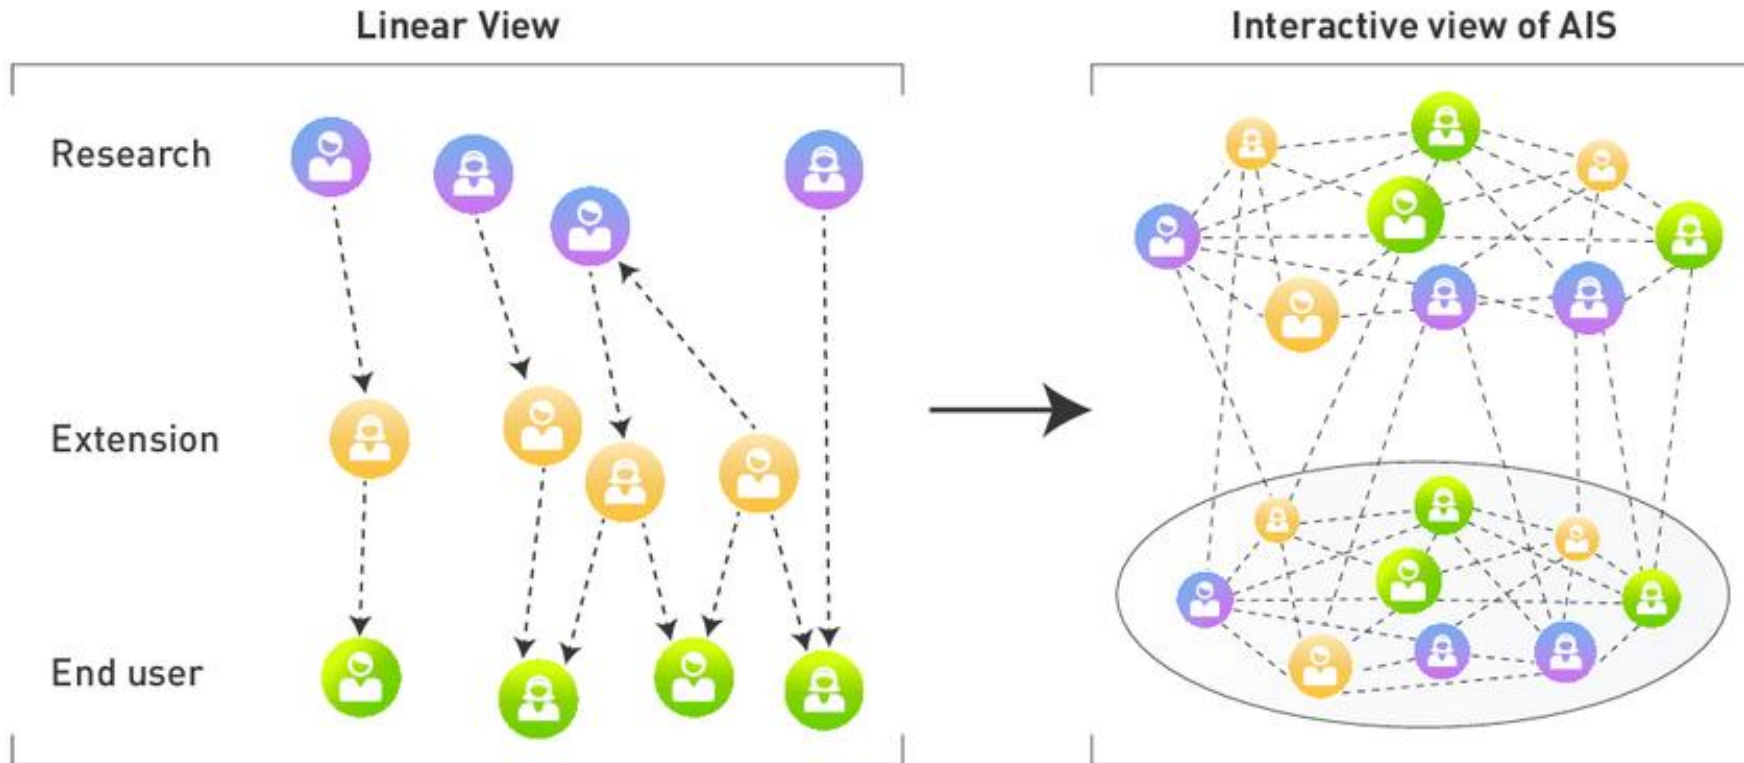 Linear View
Interactive view of AIS
Research
Extension
End user